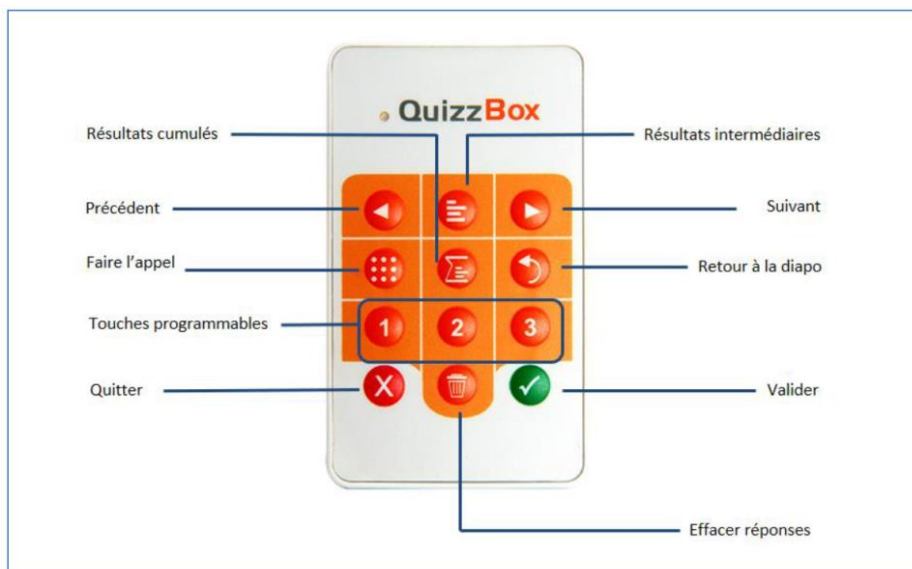 QuizzBox
Résultats cumulés
Résultats intermédiaires
Précédent
Suivant
Faire l'appel
Retour à la diapo
Touches programmables
1
2
3
Quitter
Valider
Effacer réponses